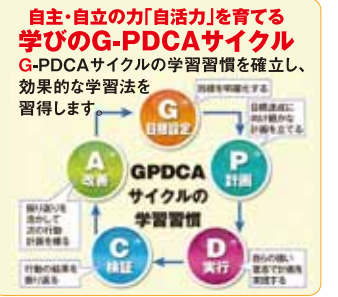 自主・自立の力「自活力」を育てる
学びのG-PDCAサイクル
G-PDCAサイクルの学習習慣を確立し、
効果的な学習法を
習得します。
G
目標設定
目標を明確化する
P
計画
目標達成に
向け細かな
計画を立てる
D
実行
自らの強い
意志で計画を
実践する
C
検証
行動の結果を
振り返る
A
改善
振り返りを
活かして
次の行動
計画を練る
GPDCA
サイクルの
学習習慣